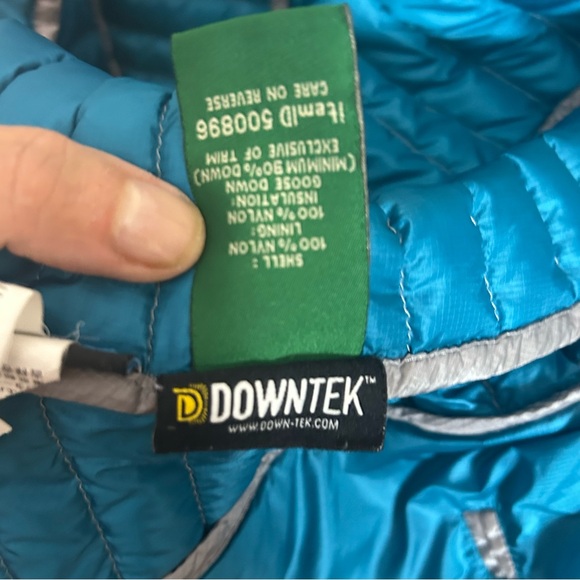 SHELL :
100% NYLON
LINING:
100% NYLON
INSULATION:
GOOSE DOWN
(MINIMUM 90% DOWN)
EXCLUSIVE OF TRIM
itemID 500896
CARE ON REVERSE
DOWNTEK™
WWW.DOWN-TEK.COM